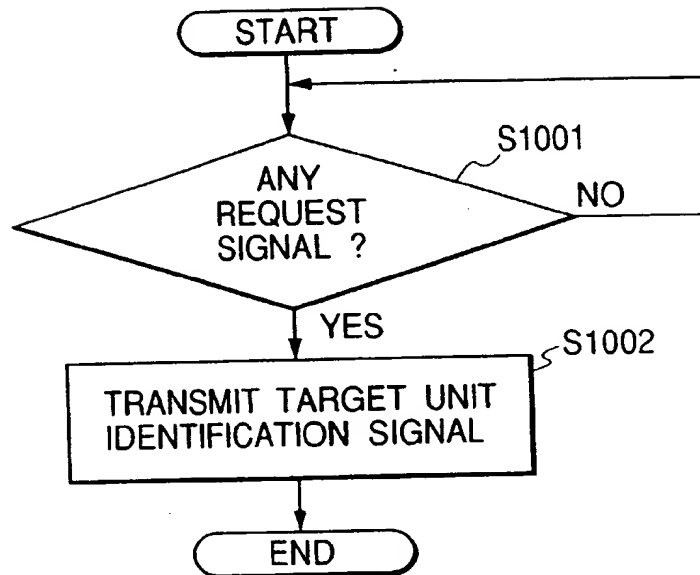 START
S1001
ANY
REQUEST
SIGNAL ?
NO
YES
S1002
TRANSMIT TARGET UNIT
IDENTIFICATION SIGNAL
END